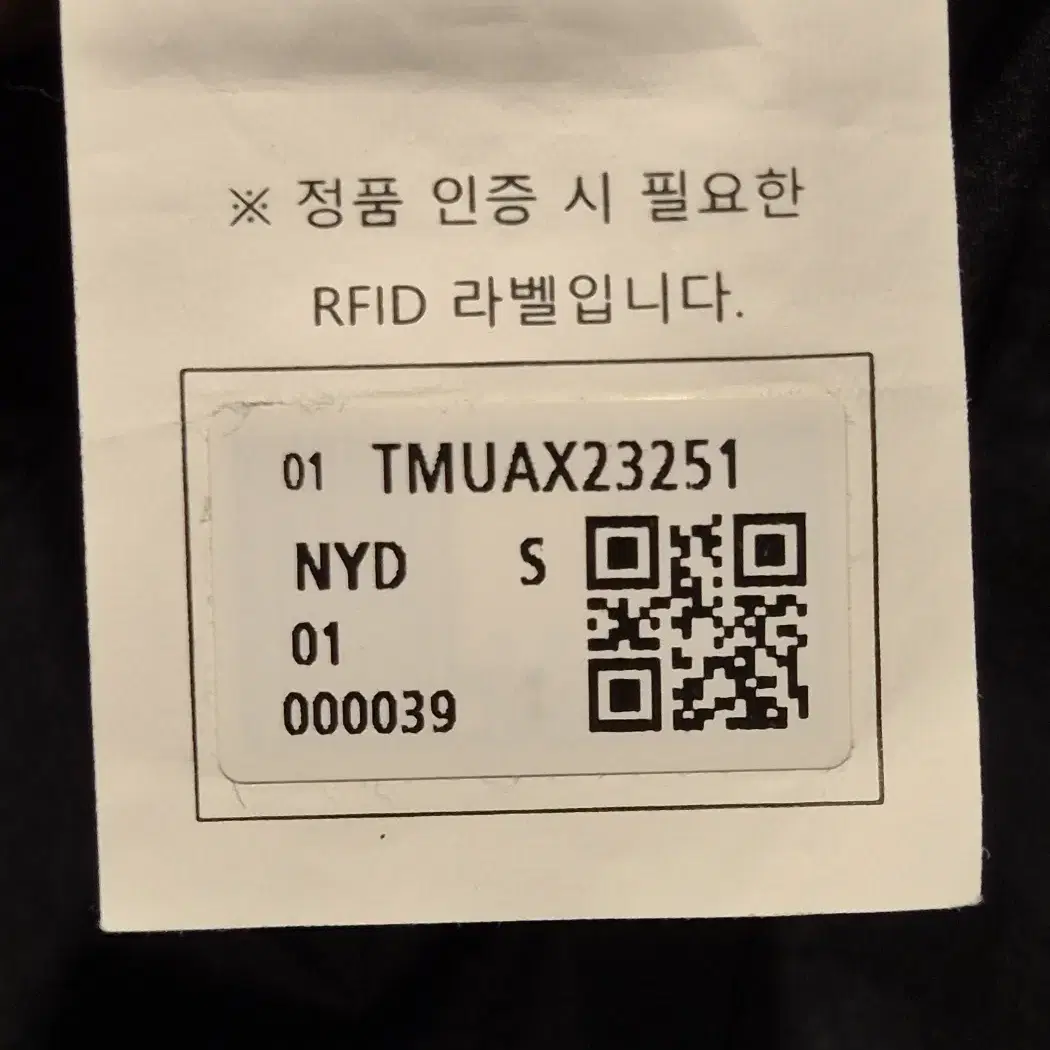 ※ 정품 인증 시 필요한
RFID 라벨입니다.
01 TMUAX23251
NYD S
01
000039